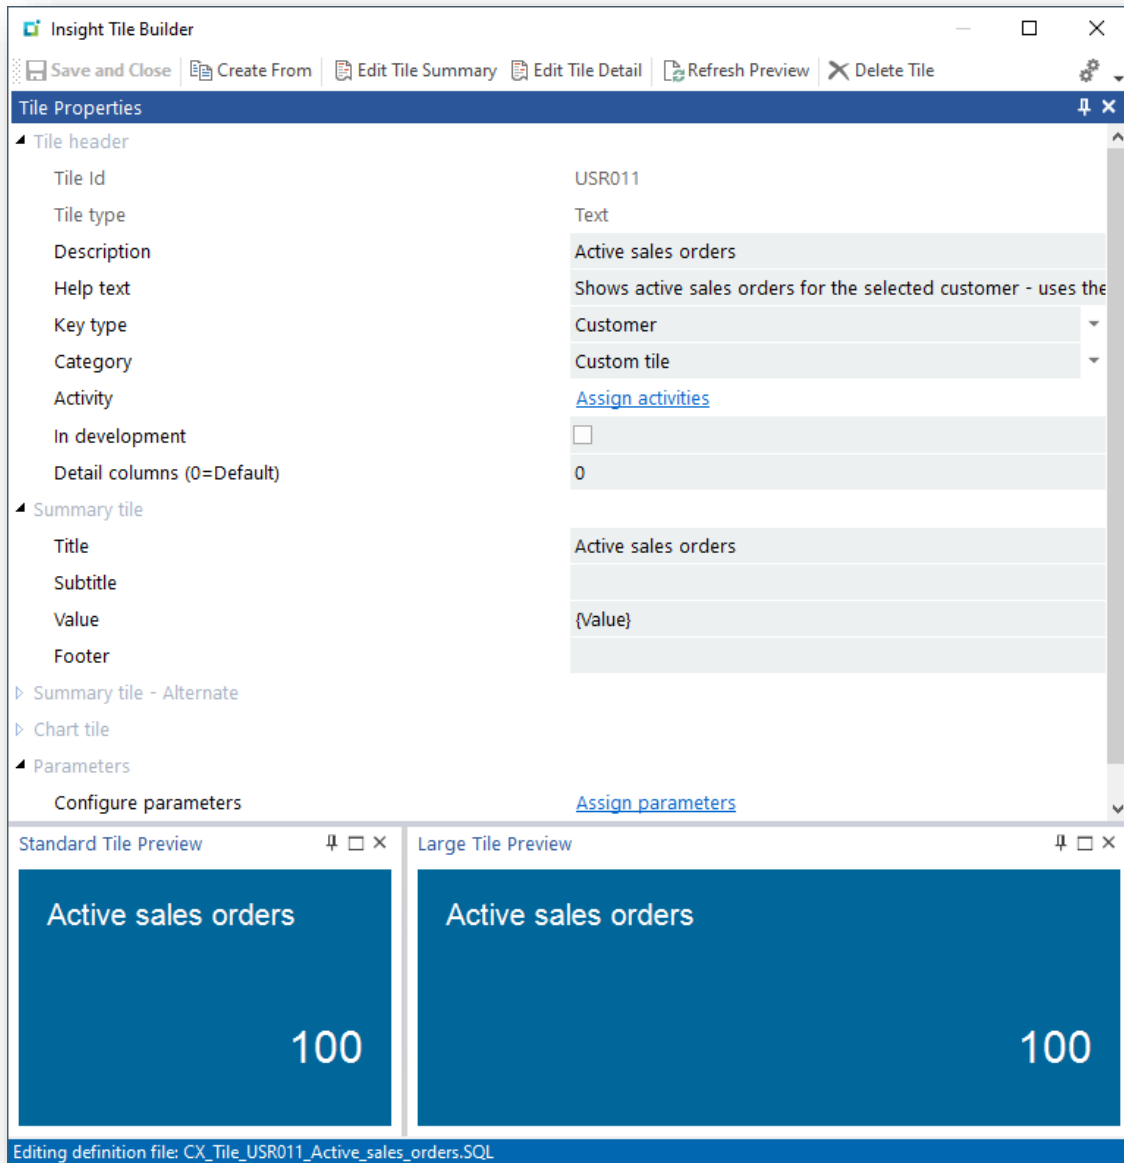 Insight Tile Builder
Save and Close Create From Edit Tile Summary Edit Tile Detail Refresh Preview Delete Tile
Tile Properties
Tile header
Tile Id USR011
Tile type Text
Description Active sales orders
Help text Shows active sales orders for the selected customer - uses the
Key type Customer
Category Custom tile
Activity Assign activities
In development
Detail columns (0=Default) 0
Summary tile
Title Active sales orders
Subtitle
Value {Value}
Footer
Summary tile - Alternate
Chart tile
Parameters
Configure parameters Assign parameters
Standard Tile Preview Large Tile Preview
Active sales orders Active sales orders
100 100
Editing definition file: CX_Tile_USR011_Active_sales_orders.SQL